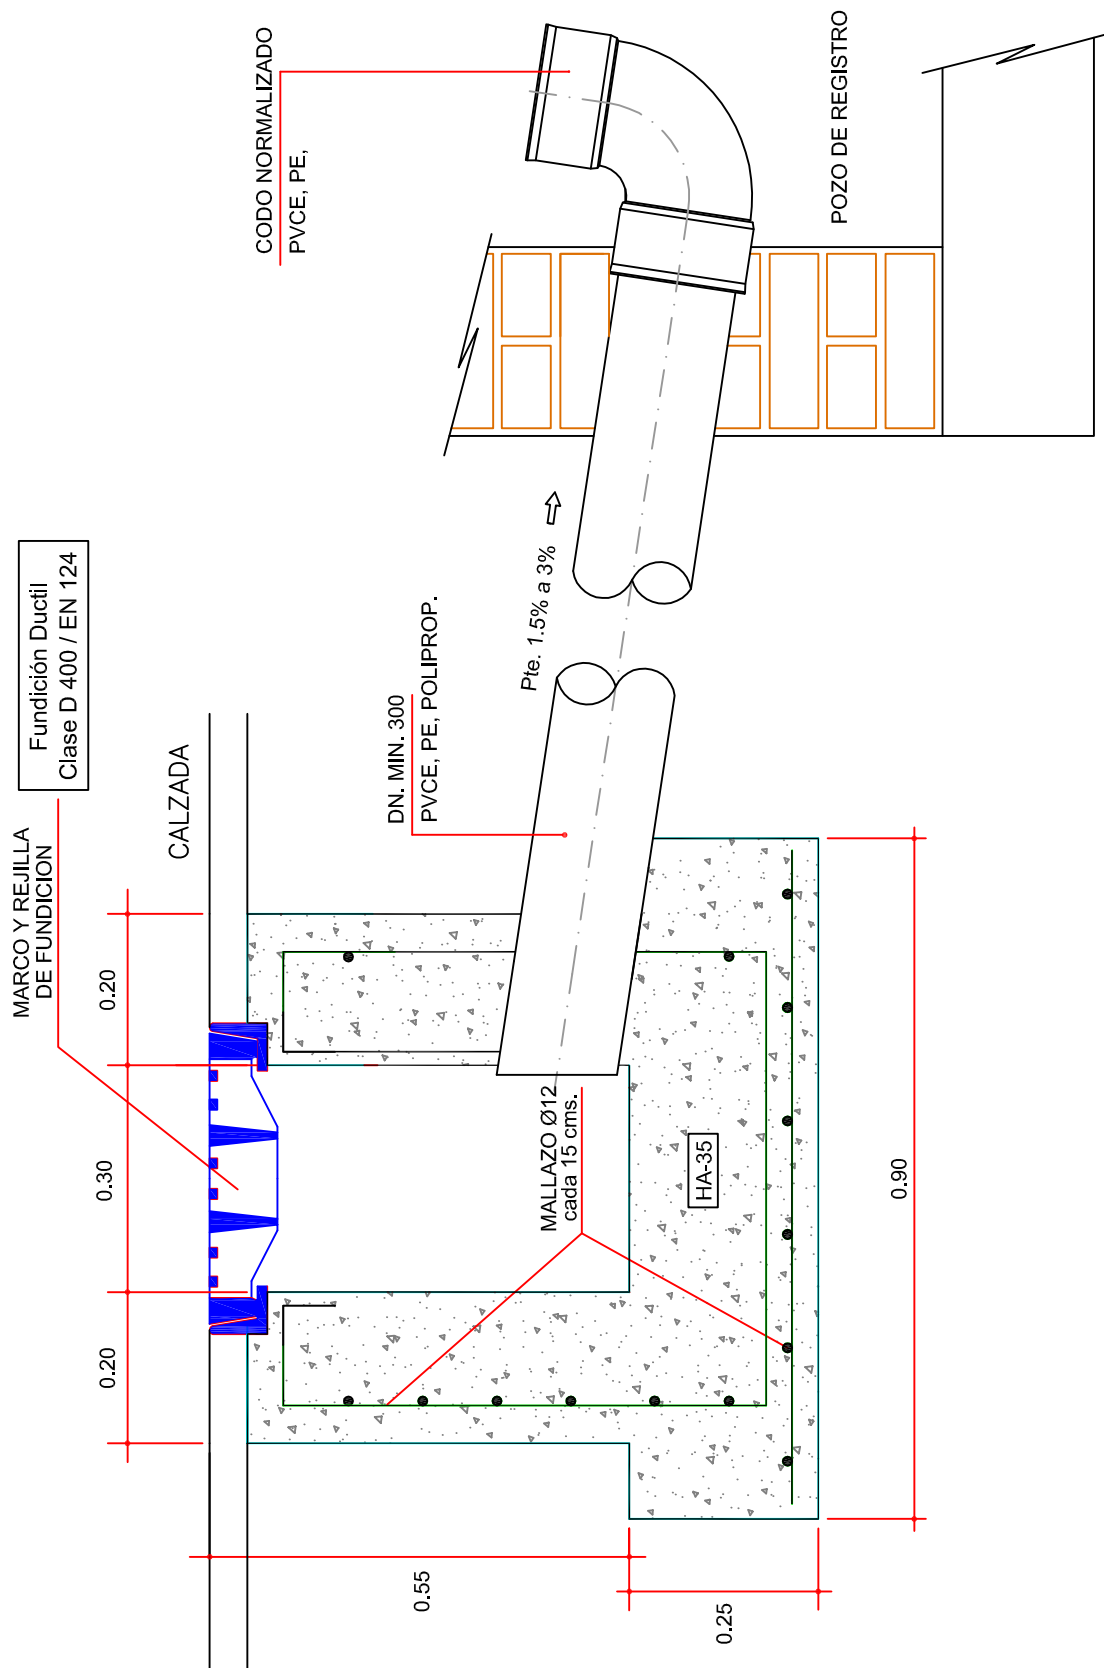 Fundición Ductil
Clase D 400 / EN 124
MARCO Y REJILLA
DE FUNDICION
CALZADA
CODO NORMALIZADO
PVCE, PE,
DN. MIN. 300
PVCE, PE, POLIPROP.
Pte. 1.5% a 3%
POZO DE REGISTRO
0.20
0.30
0.20
MALLAZO Ø12
cada 15 cms.
HA-35
0.55
0.25
0.90